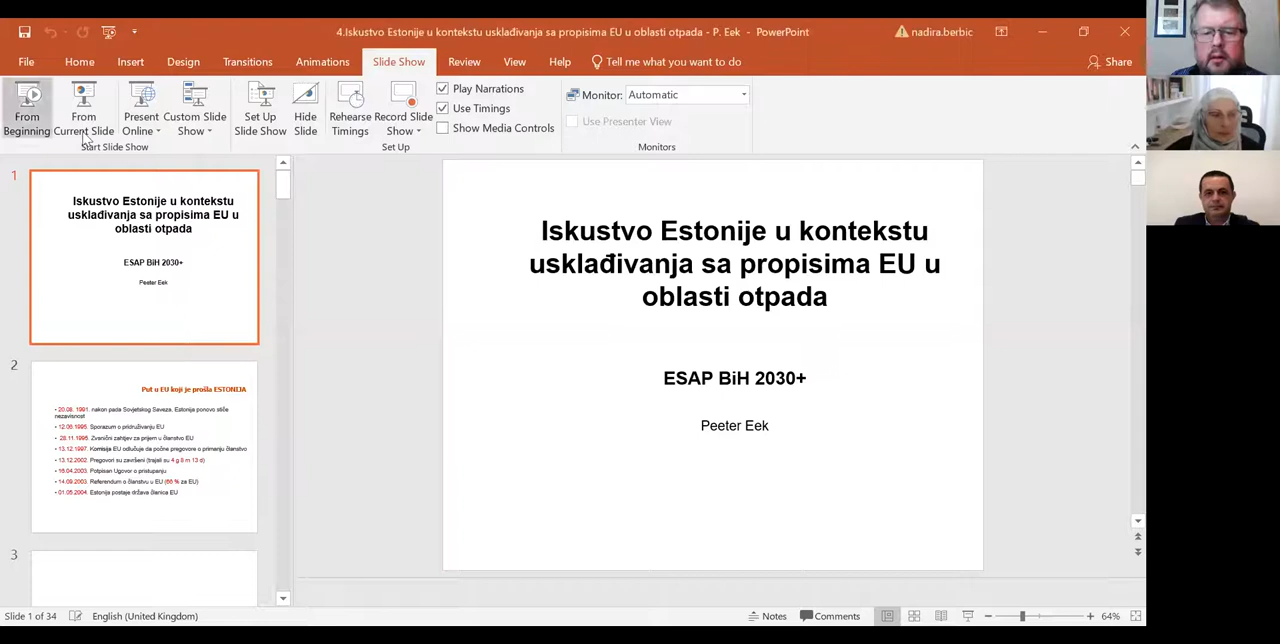 4.Iskustvo Estonije u kontekstu usklađivanja sa propisima EU u oblasti otpada - P. Eek - PowerPoint
nadira.berbic
File Home Insert Design Transitions Animations Slide Show Review View Help Tell me what you want to do
Share
From Beginning
From Current Slide
Present Online
Custom Slide Show
Start Slide Show
Set Up Slide Show
Hide Slide
Rehearse Timings
Record Slide Show
Play Narrations
Use Timings
Show Media Controls
Set Up
Monitor: Automatic
Use Presenter View
Monitors
1
Iskustvo Estonije u kontekstu
usklađivanja sa propisima EU u
oblasti otpada
ESAP BiH 2030+
Peeter Eek
2
Put u EU koji je prošla ESTONIJA
• 20.08. 1991. nakon pada Sovjetskog Saveza, Estonija ponovo stiče
nezavisnost
• 12.06.1995. Sporazum o pridruživanju EU
• 28.11.1995. Zvanični zahtjev za prijem u članstvo EU
• 13.12.1997. Komisija EU odlučuje da počne pregovore o primanju članstvo
• 13.12.2002. Pregovori su završeni (trajali su 4 g 8 m 13 d)
• 16.04.2003. Potpisan Ugovor o pristupanju
• 14.09.2003. Referendum o članstvu u EU (66 % za EU)
• 01.05.2004. Estonija postaje država članica EU
3
Iskustvo Estonije u kontekstu
usklađivanja sa propisima EU u
oblasti otpada
ESAP BiH 2030+
Peeter Eek
Slide 1 of 34 English (United Kingdom) Notes Comments 64%